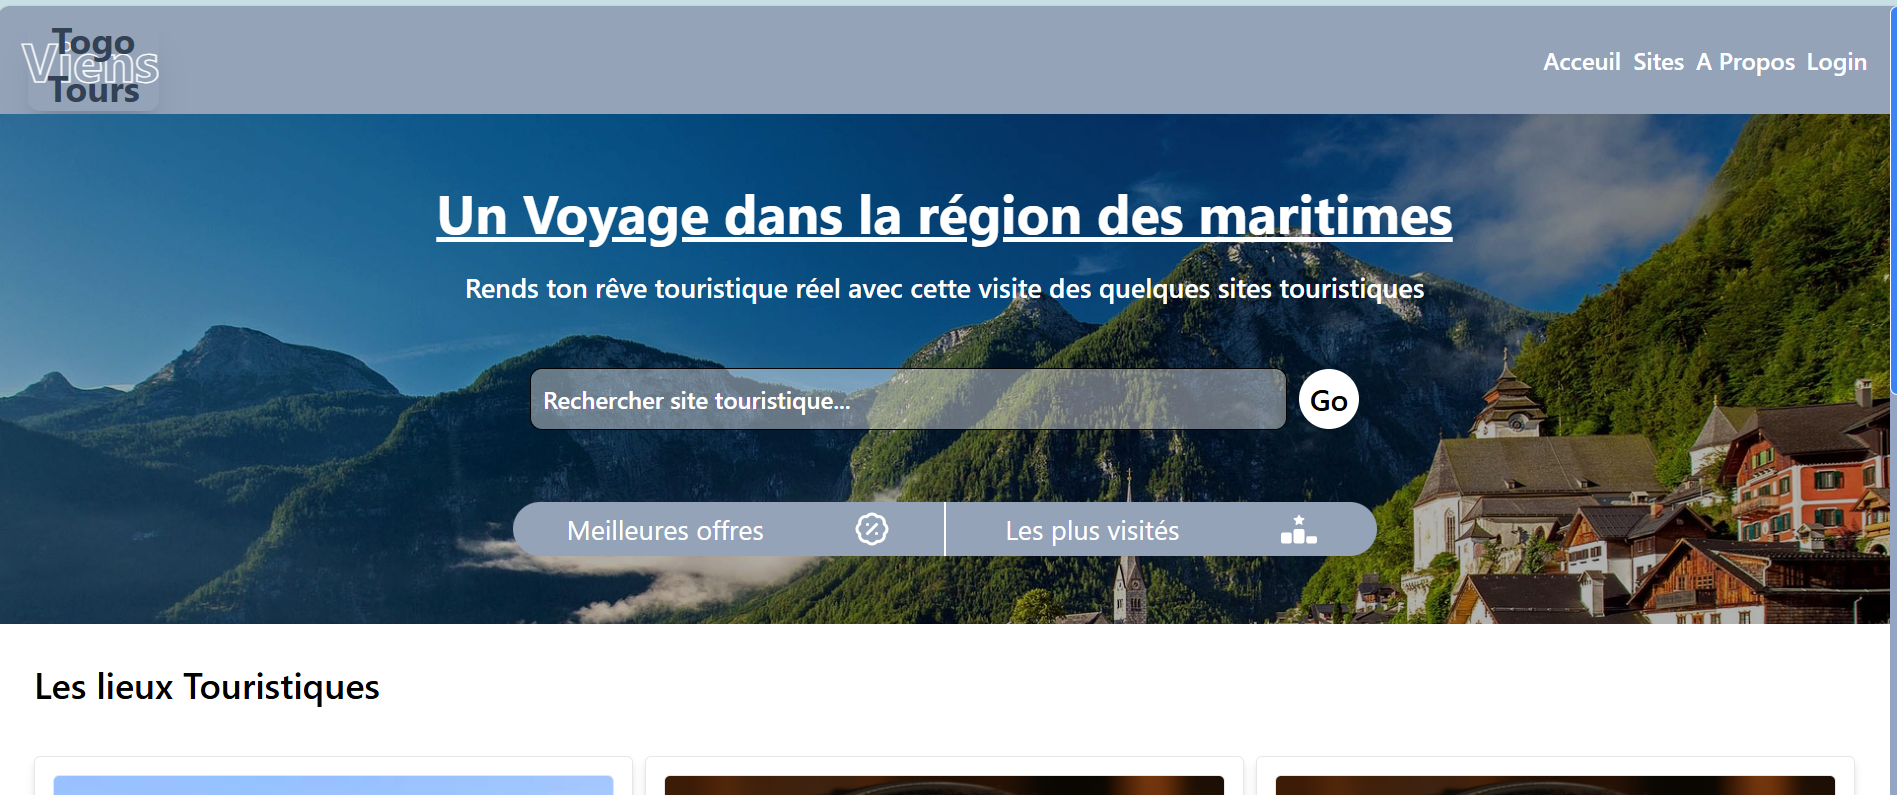 Togo
Viens
Tours
Acceuil Sites A Propos Login
Un Voyage dans la région des maritimes
Rends ton rêve touristique réel avec cette visite des quelques sites touristiques
Rechercher site touristique...
Go
Meilleures offres
Les plus visités
Les lieux Touristiques